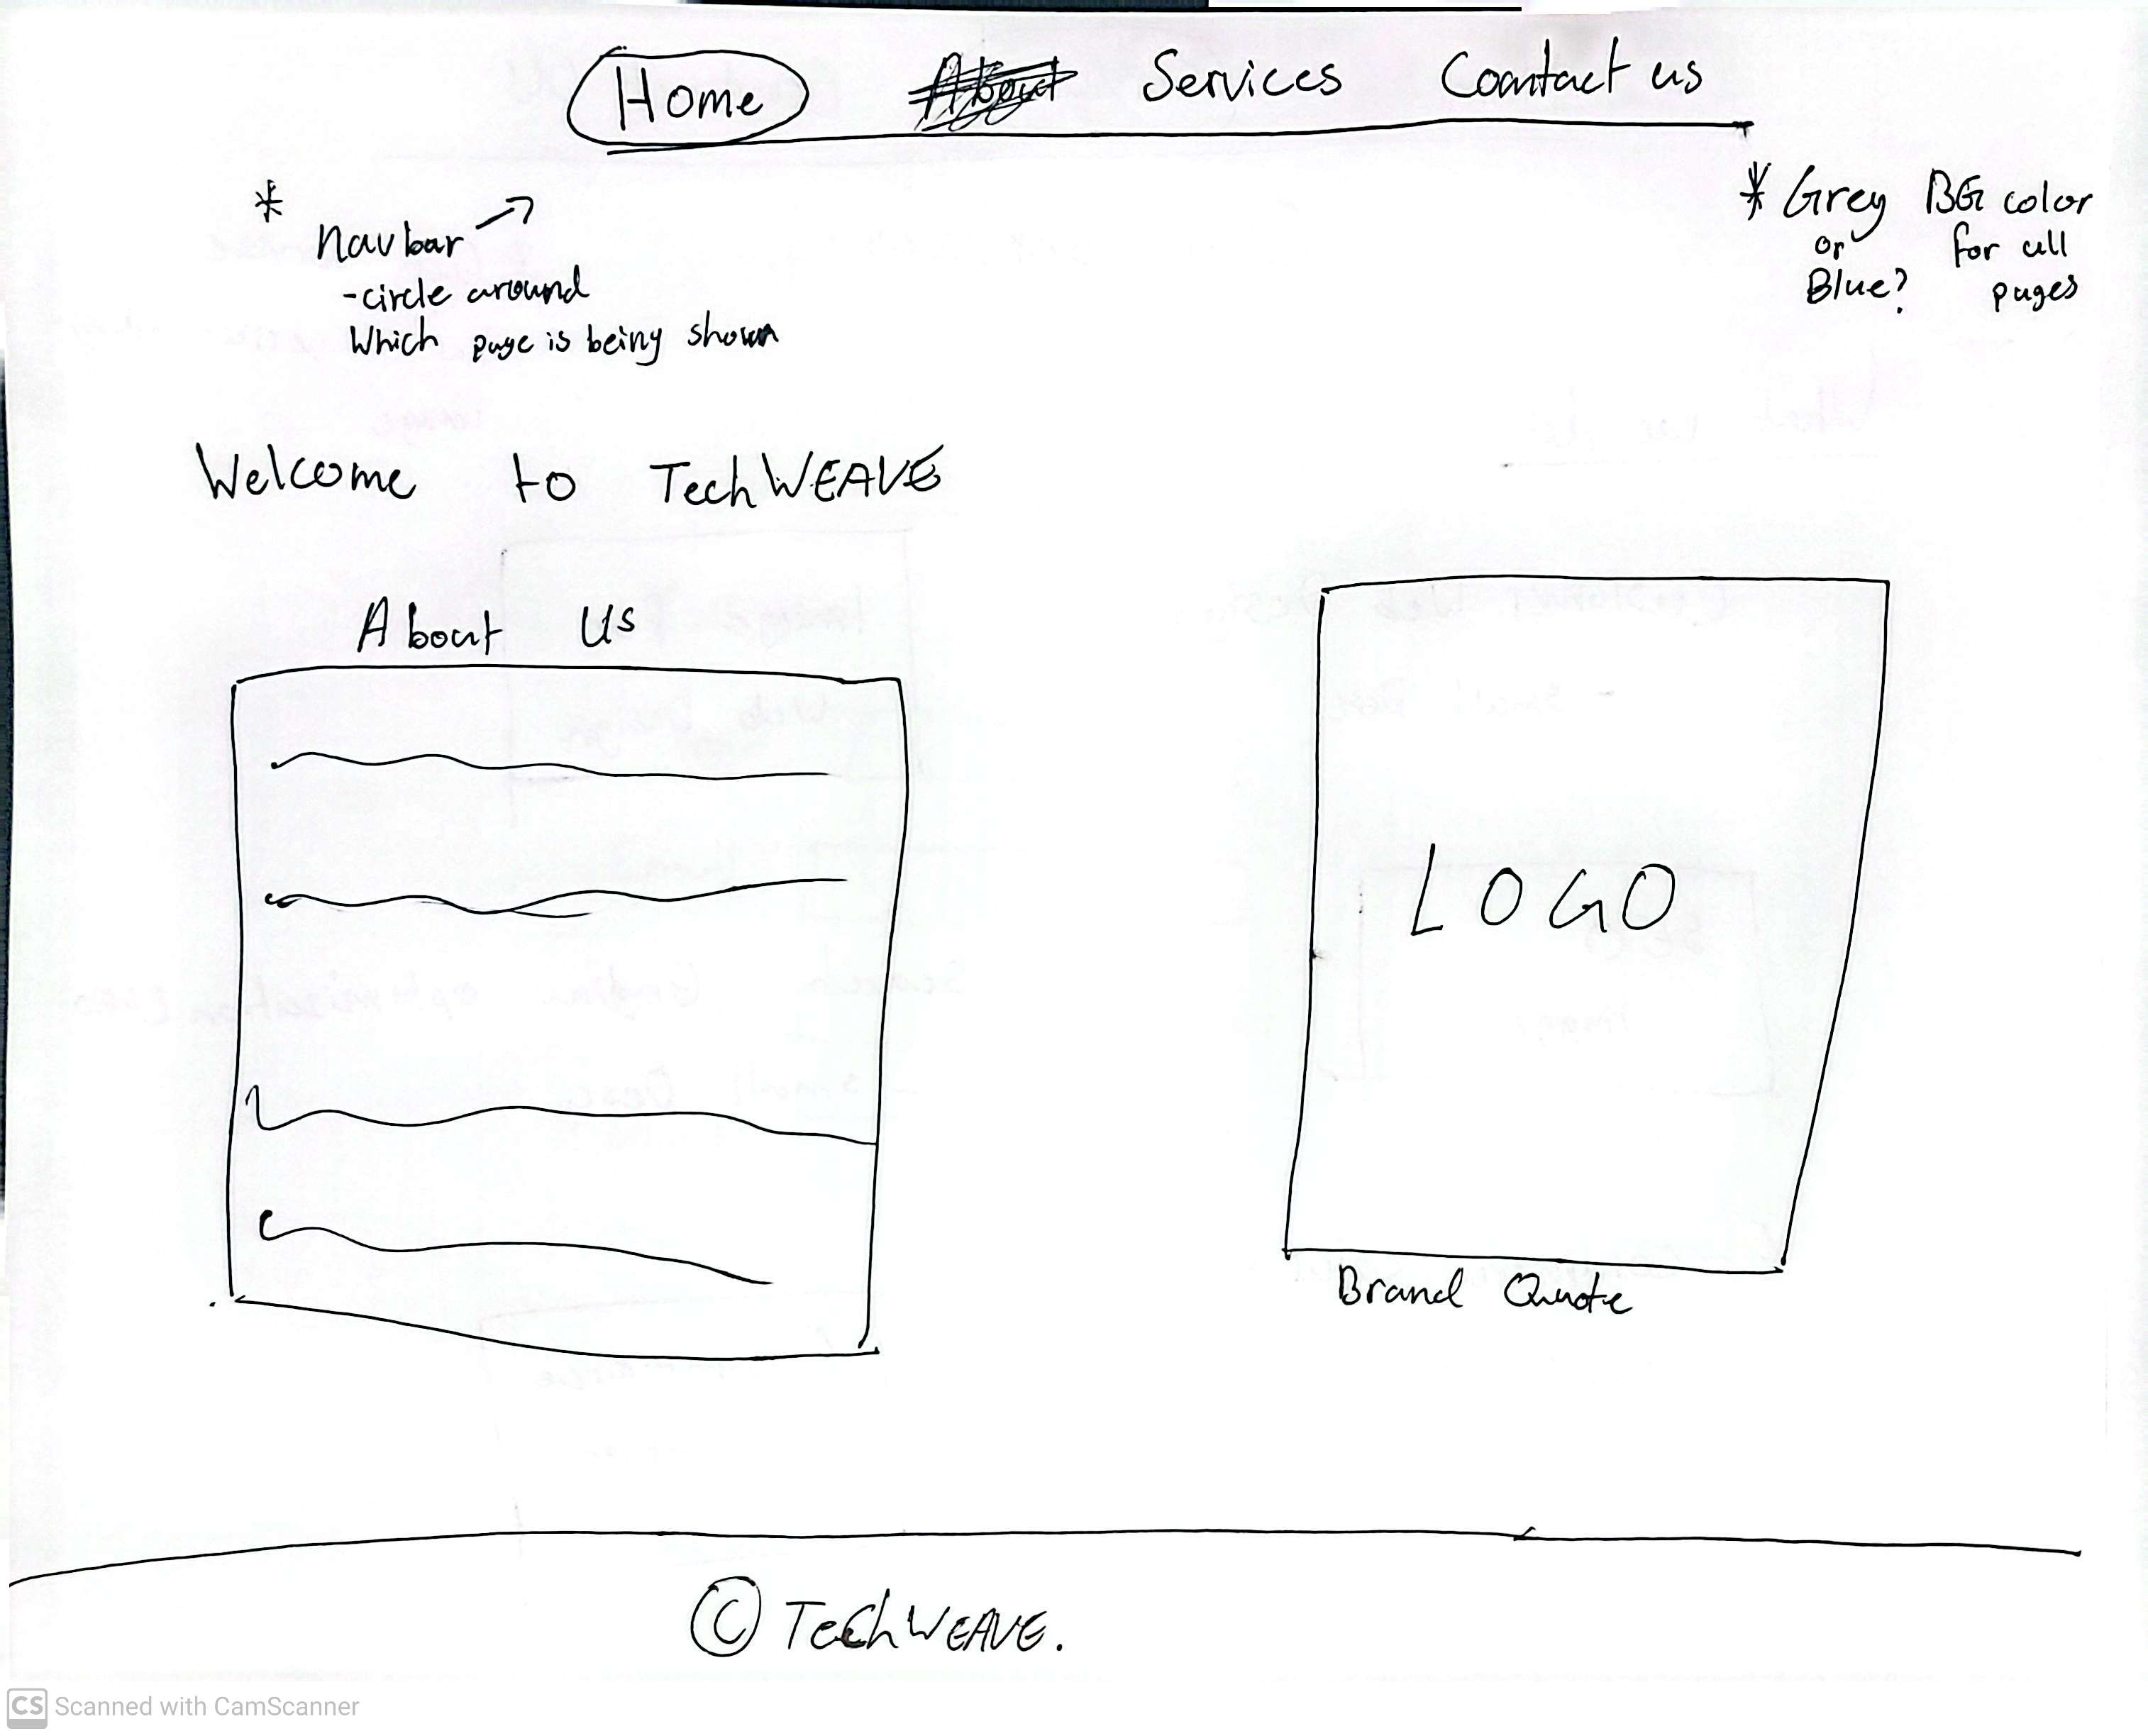 Home Services Contact us
* Navbar
-circle around
Which page is being shown
* Grey BG color
or for all
Blue? pages
Welcome to TechWEAVE
About Us
LOGO
Brand Quote
© TechWEAVE.
CS Scanned with CamScanner